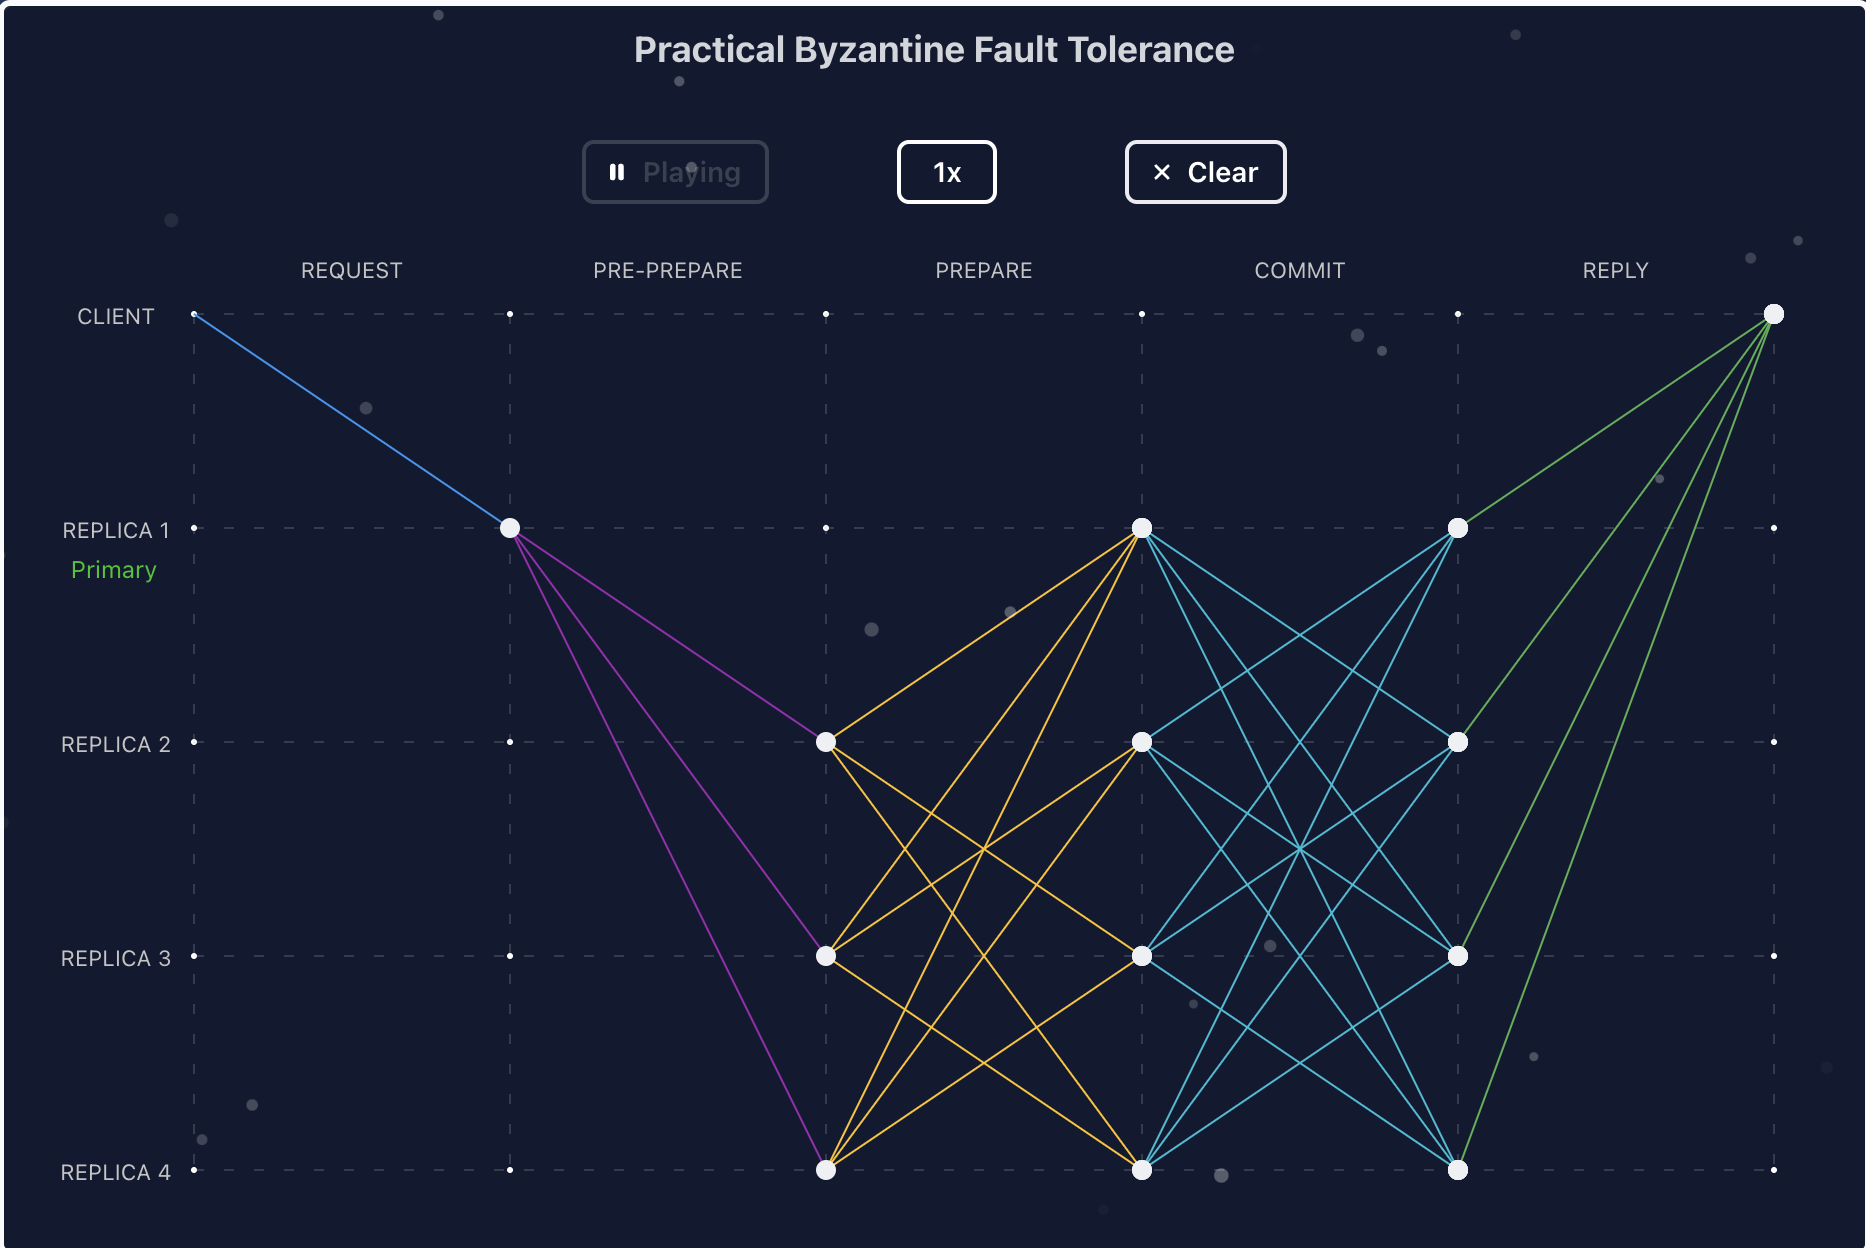 Practical Byzantine Fault Tolerance
Playing
1x
Clear
REQUEST
PRE-PREPARE
PREPARE
COMMIT
REPLY
CLIENT
REPLICA 1
Primary
REPLICA 2
REPLICA 3
REPLICA 4